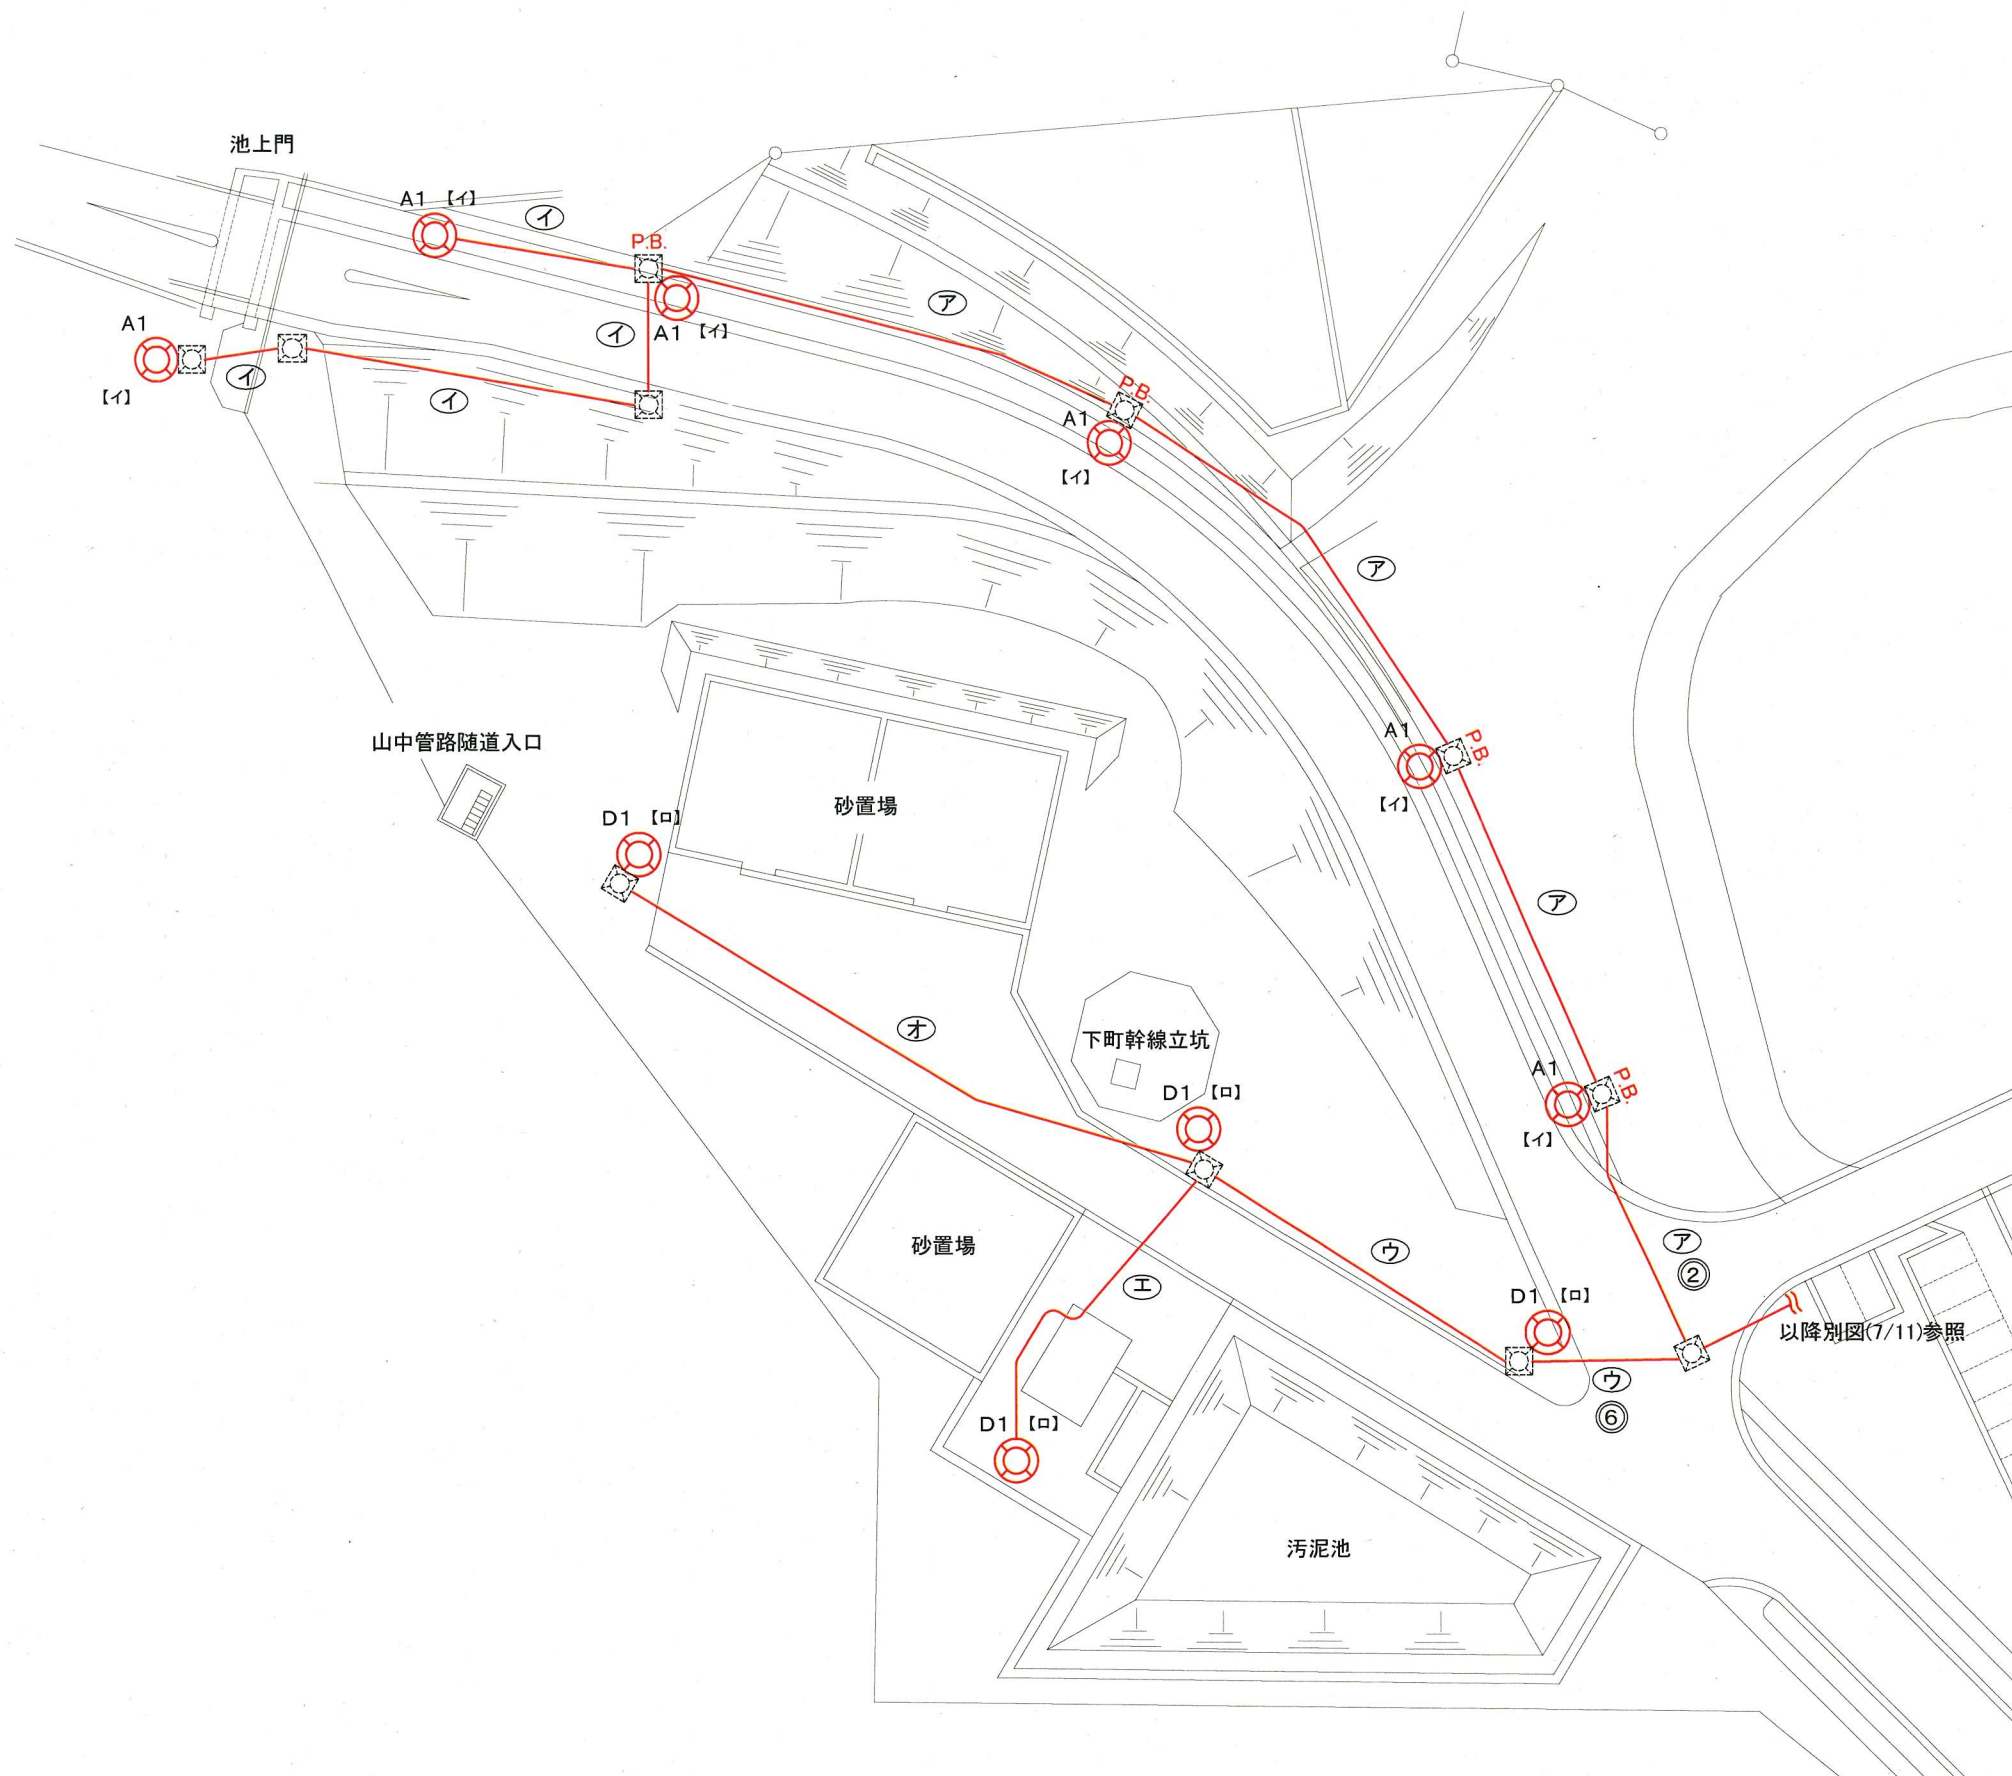 池上門
A1 【イ】
イ
P.B.
A1
【イ】
イ
イ
イ
A1 【イ】
ア
P.B.
A1
【イ】
ア
A1
P.B.
【イ】
山中管路随道入口
砂置場
D1 【ロ】
ア
オ
下町幹線立坑
D1 【ロ】
A1
P.B.
【イ】
砂置場
エ
ウ
ア
②
D1 【ロ】
以降別図(7/11)参照
ウ
⑥
D1 【ロ】
汚泥池